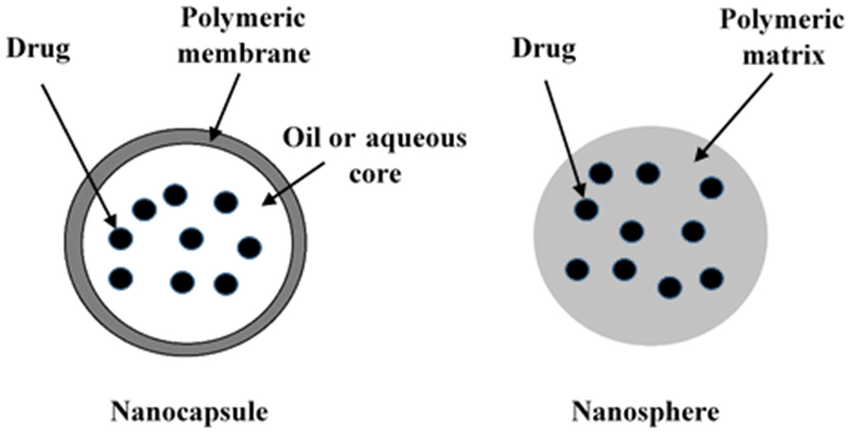 Drug
Polymeric
membrane
Oil or aqueous
core
Nanocapsule
Drug
Polymeric
matrix
Nanosphere